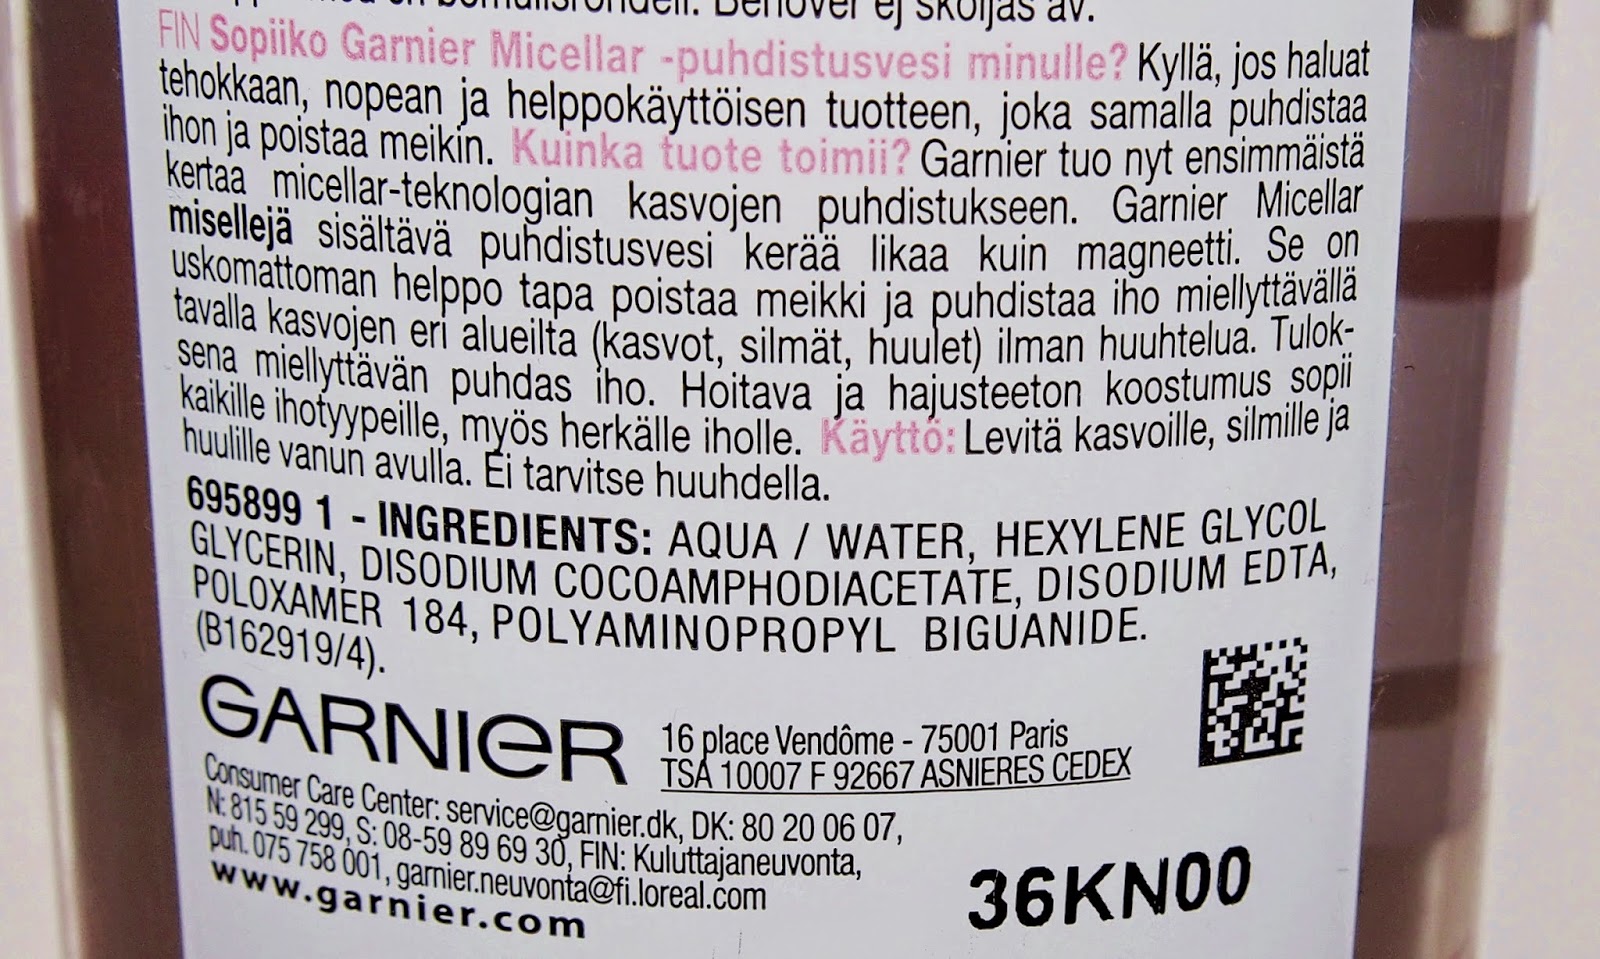 en bomullsrondell. Behöver ej sköljas av.
FIN Sopiiko Garnier Micellar -puhdistusvesi minulle? Kyllä, jos haluat
tehokkaan, nopean ja helppokäyttöisen tuotteen, joka samalla puhdistaa
ihon ja poistaa meikin. Kuinka tuote toimii? Garnier tuo nyt ensimmäistä
kertaa micellar-teknologian kasvojen puhdistukseen. Garnier Micellar
misellejä sisältävä puhdistusvesi kerää likaa kuin magneetti. Se on
uskomattoman helppo tapa poistaa meikki ja puhdistaa iho miellyttävällä
tavalla kasvojen eri alueilta (kasvot, silmät, huulet) ilman huuhtelua. Tulok-
sena miellyttävän puhdas iho. Hoitava ja hajusteeton koostumus sopii
kaikille ihotyypeille, myös herkälle iholle. Käyttö: Levitä kasvoille, silmille ja
huulille vanun avulla. Ei tarvitse huuhdella.
695899 1 - INGREDIENTS: AQUA / WATER, HEXYLENE GLYCOL
GLYCERIN, DISODIUM COCOAMPHODIACETATE, DISODIUM EDTA,
POLOXAMER 184, POLYAMINOPROPYL BIGUANIDE.
(B162919/4).
GARNIER
16 place Vendôme - 75001 Paris
TSA 10007 F 92667 ASNIERES CEDEX
Consumer Care Center: service@garnier.dk, DK: 80 20 06 07,
N: 815 59 299, S: 08-59 89 69 30, FIN: Kuluttajaneuvonta,
puh. 075 758 001, garnier.neuvonta@fi.loreal.com
www.garnier.com
36KN00